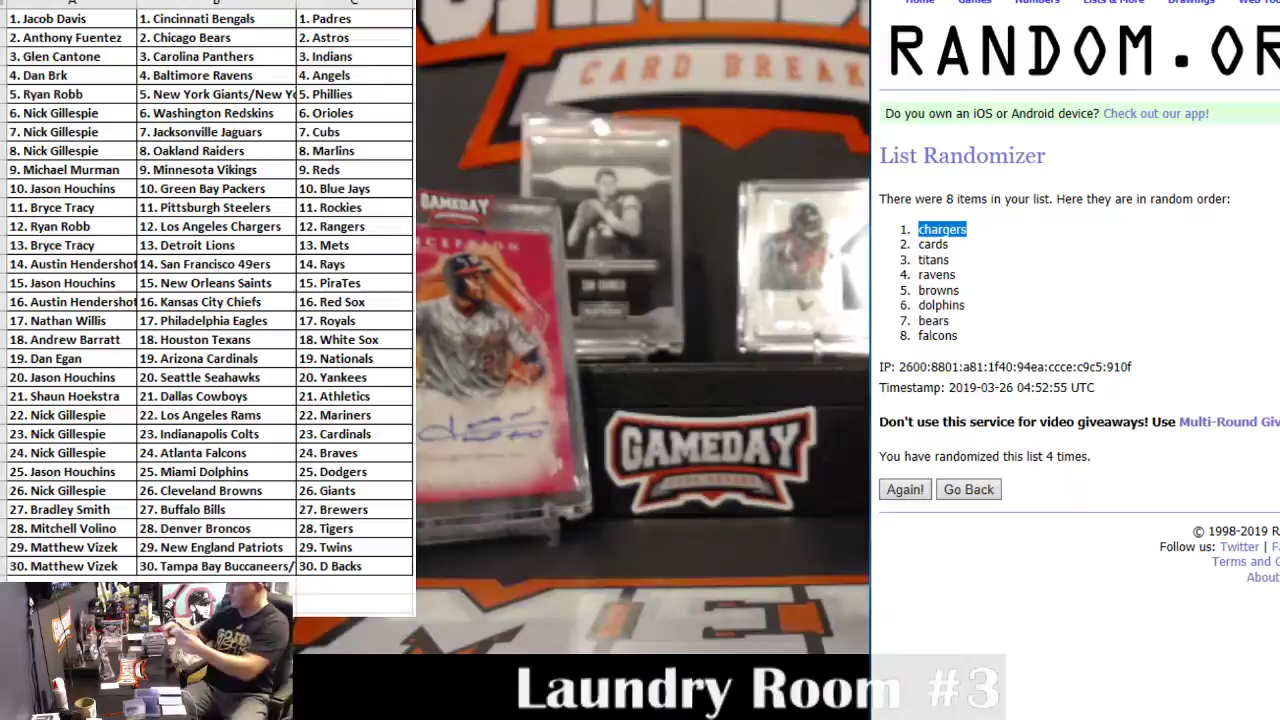 1. Jacob Davis 1. Cincinnati Bengals 1. Padres
2. Anthony Fuentez 2. Chicago Bears 2. Astros
3. Glen Cantone 3. Carolina Panthers 3. Indians
4. Dan Brk 4. Baltimore Ravens 4. Angels
5. Ryan Robb 5. New York Giants/New Yo 5. Phillies
6. Nick Gillespie 6. Washington Redskins 6. Orioles
7. Nick Gillespie 7. Jacksonville Jaguars 7. Cubs
8. Nick Gillespie 8. Oakland Raiders 8. Marlins
9. Michael Murman 9. Minnesota Vikings 9. Reds
10. Jason Houchins 10. Green Bay Packers 10. Blue Jays
11. Bryce Tracy 11. Pittsburgh Steelers 11. Rockies
12. Ryan Robb 12. Los Angeles Chargers 12. Rangers
13. Bryce Tracy 13. Detroit Lions 13. Mets
14. Austin Hendershot 14. San Francisco 49ers 14. Rays
15. Jason Houchins 15. New Orleans Saints 15. PiraTes
16. Austin Hendershot 16. Kansas City Chiefs 16. Red Sox
17. Nathan Willis 17. Philadelphia Eagles 17. Royals
18. Andrew Barratt 18. Houston Texans 18. White Sox
19. Dan Egan 19. Arizona Cardinals 19. Nationals
20. Jason Houchins 20. Seattle Seahawks 20. Yankees
21. Shaun Hoekstra 21. Dallas Cowboys 21. Athletics
22. Nick Gillespie 22. Los Angeles Rams 22. Mariners
23. Nick Gillespie 23. Indianapolis Colts 23. Cardinals
24. Nick Gillespie 24. Atlanta Falcons 24. Braves
25. Jason Houchins 25. Miami Dolphins 25. Dodgers
26. Nick Gillespie 26. Cleveland Browns 26. Giants
27. Bradley Smith 27. Buffalo Bills 27. Brewers
28. Mitchell Volino 28. Denver Broncos 28. Tigers
29. Matthew Vizek 29. New England Patriots 29. Twins
30. Matthew Vizek 30. Tampa Bay Buccaneers/ 30. D Backs
CARD BREAK
GAMEDAY
GAMEDAY
Laundry Room #3
Home Games Numbers Lists & More Drawings Web Too
RANDOM.OR
Do you own an iOS or Android device? Check out our app!
List Randomizer
There were 8 items in your list. Here they are in random order:
1. chargers
2. cards
3. titans
4. ravens
5. browns
6. dolphins
7. bears
8. falcons
IP: 2600:8801:a81:1f40:94ea:ccce:c9c5:910f
Timestamp: 2019-03-26 04:52:55 UTC
Don't use this service for video giveaways! Use Multi-Round Giv
You have randomized this list 4 times.
Again! Go Back
© 1998-2019 R
Follow us: Twitter | Fa
Terms and C
About